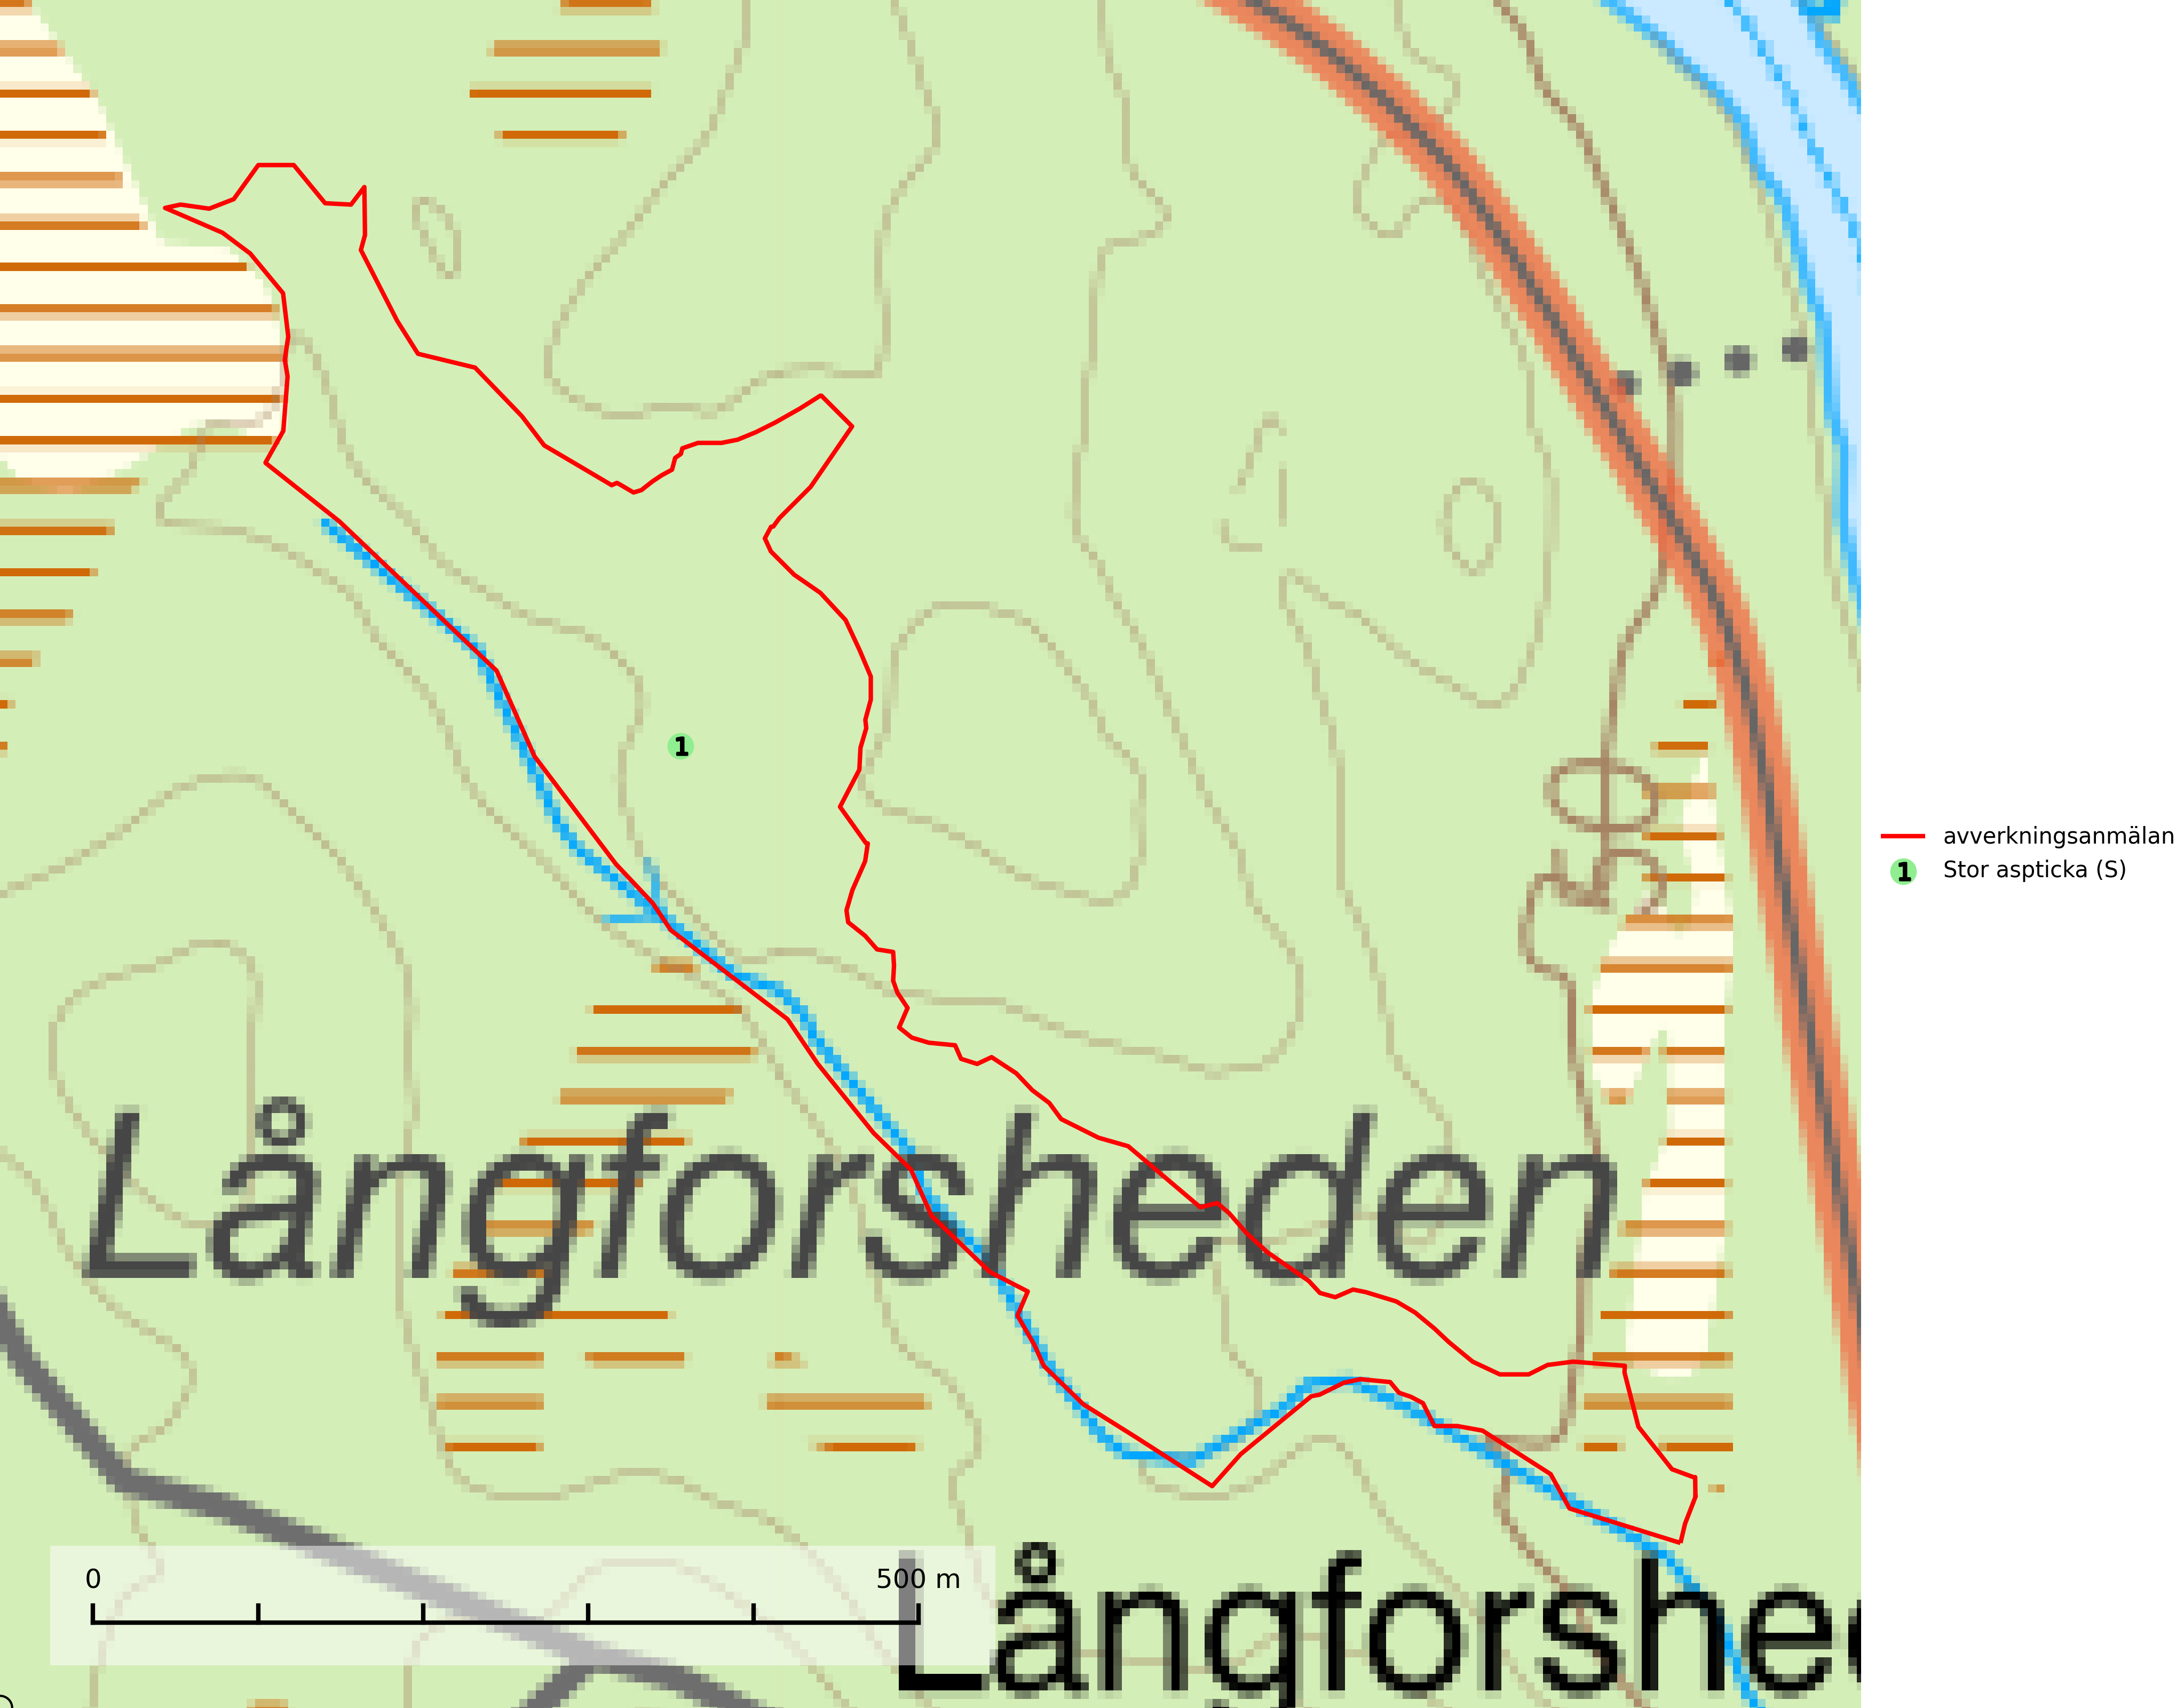 1
avverkningsanmälan
1 Stor aspticka (S)
Långforsheden
0 500 m
Långforshe